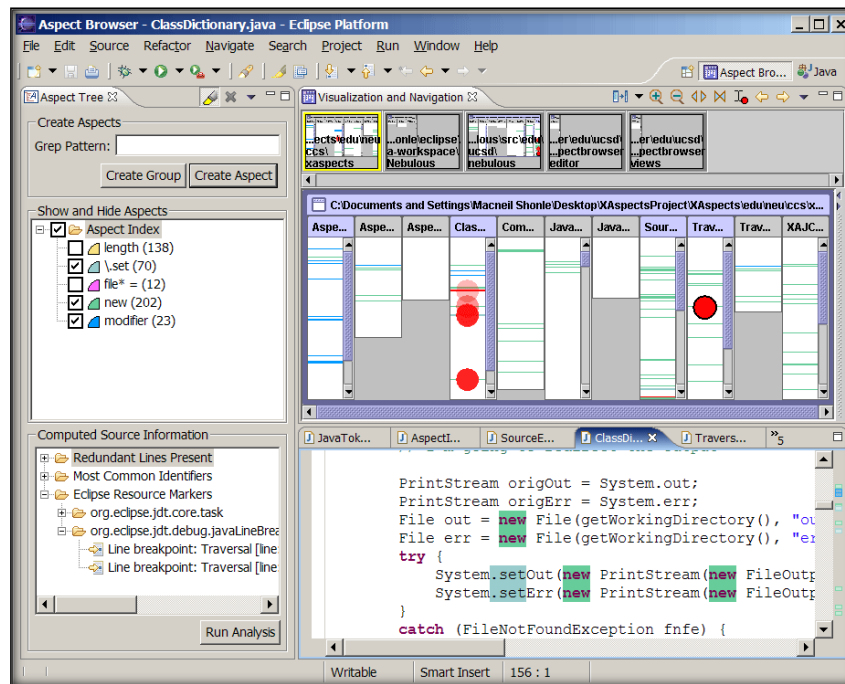 Aspect Browser - ClassDictionary.java - Eclipse Platform
File Edit Source Refactor Navigate Search Project Run Window Help
Aspect Bro... Java
Aspect Tree
Create Aspects
Grep Pattern:
Create Group Create Aspect
Show and Hide Aspects
Aspect Index
length (138)
\.set (70)
file* = (12)
new (202)
modifier (23)
Computed Source Information
Redundant Lines Present
Most Common Identifiers
Eclipse Resource Markers
org.eclipse.jdt.core.task
org.eclipse.jdt.debug.javaLineBrea
Line breakpoint: Traversal [line
Line breakpoint: Traversal [line
Run Analysis
Visualization and Navigation
...ects\edu\neu\ccs\xaspects
...onle\eclipse\a-workspace\Nebulous
...lous\src\edu\ucsd\nebulous
...er\edu\ucsd\...pectbrowser editor
...er\edu\ucsd\...pectbrowser views
C:\Documents and Settings\Macneil Shonle\Desktop\XAspectsProject\XAspects\edu\neu\ccs\x...
Aspe... Aspe... Aspe... Clas... Com... Java... Java... Sour... Trav... Trav... XAJC...
JavaTok... AspectI... SourceE... ClassDi... Travers... »5
PrintStream origOut = System.out;
PrintStream origErr = System.err;
File out = new File(getWorkingDirectory(), "ou
File err = new File(getWorkingDirectory(), "er
try {
System.setOut(new PrintStream(new FileOutp
System.setErr(new PrintStream(new FileOutp
}
catch (FileNotFoundException fnfe) {
Writable Smart Insert 156 : 1